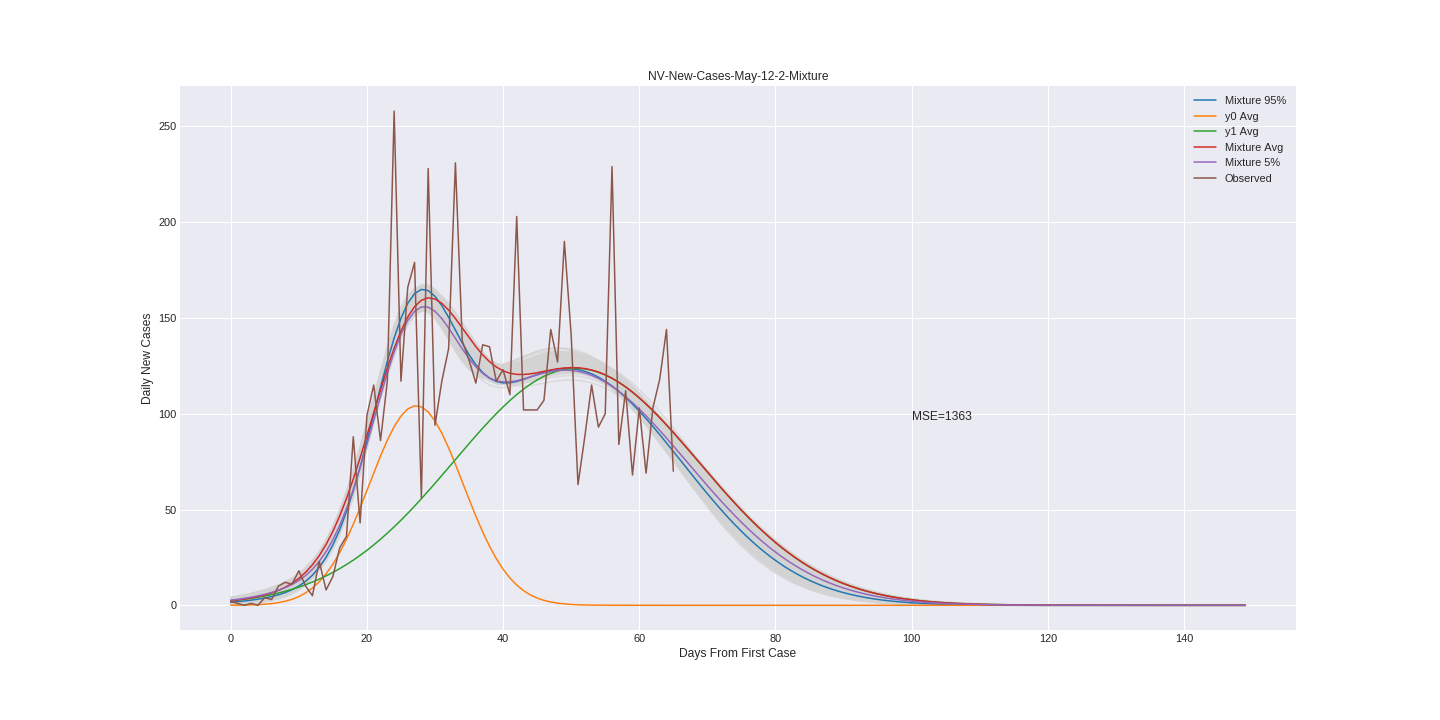 NV-New-Cases-May-12-2-Mixture
Mixture 95%
y0 Avg
y1 Avg
Mixture Avg
Mixture 5%
Observed
Daily New Cases
250
200
150
100
50
0
MSE=1363
0 20 40 60 80 100 120 140
Days From First Case